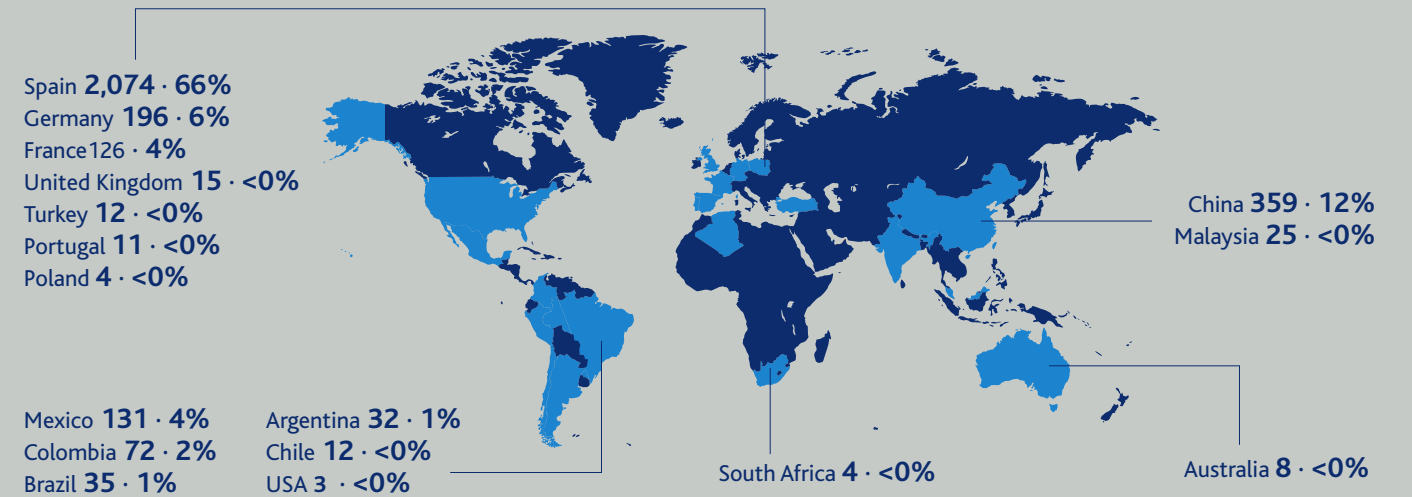 Spain 2,074 · 66%
Germany 196 · 6%
France126 · 4%
United Kingdom 15 · <0%
Turkey 12 · <0%
Portugal 11 · <0%
Poland 4 · <0%
China 359 · 12%
Malaysia 25 · <0%
Mexico 131 · 4%
Colombia 72 · 2%
Brazil 35 · 1%
Argentina 32 · 1%
Chile 12 · <0%
USA 3 · <0%
South Africa 4 · <0%
Australia 8 · <0%